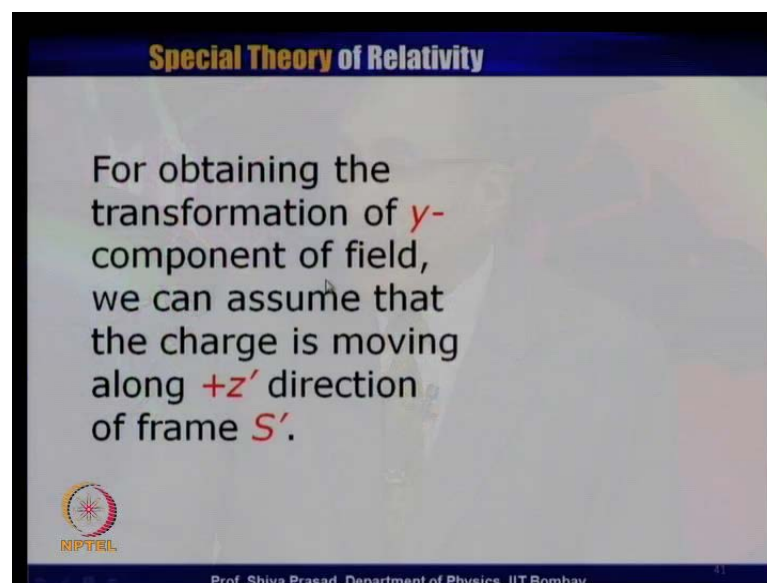 Special Theory of Relativity
For obtaining the
transformation of y-
component of field,
we can assume that
the charge is moving
along +z′ direction
of frame S′.
NPTEL
41
Prof. Shiva Prasad, Department of Physics, IIT Bombay